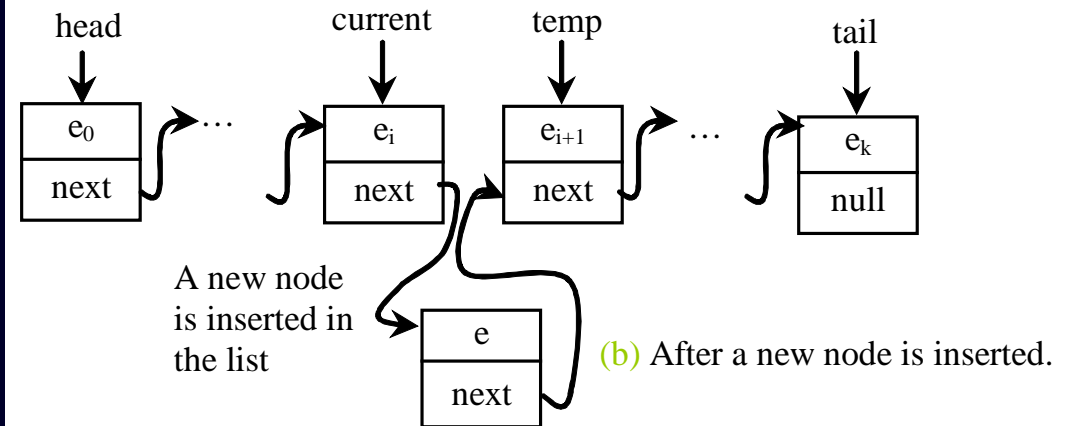 head current temp tail
e₀ … eᵢ eᵢ₊₁ … eₖ
next next next null
A new node
is inserted in
the list
e
next
(b) After a new node is inserted.